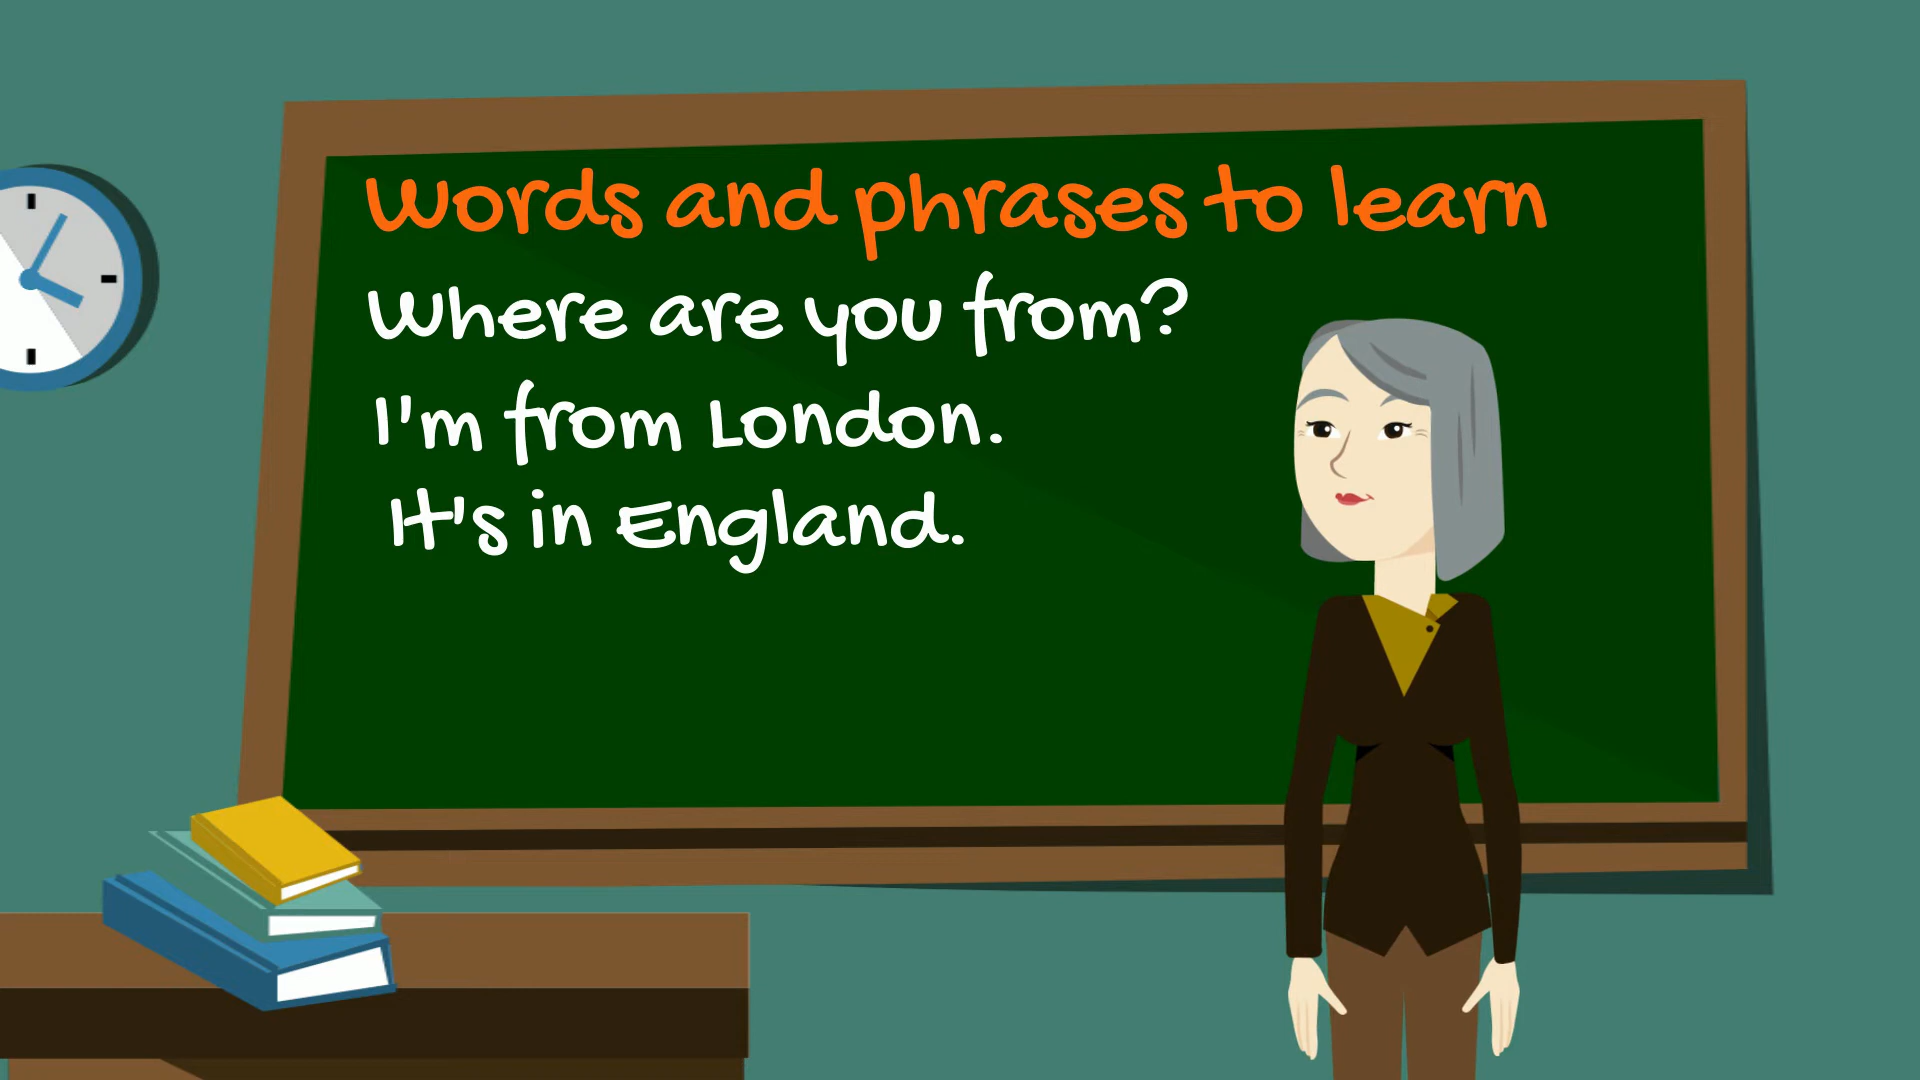 Words and phrases to learn
Where are you from?
I'm from London.
It's in England.